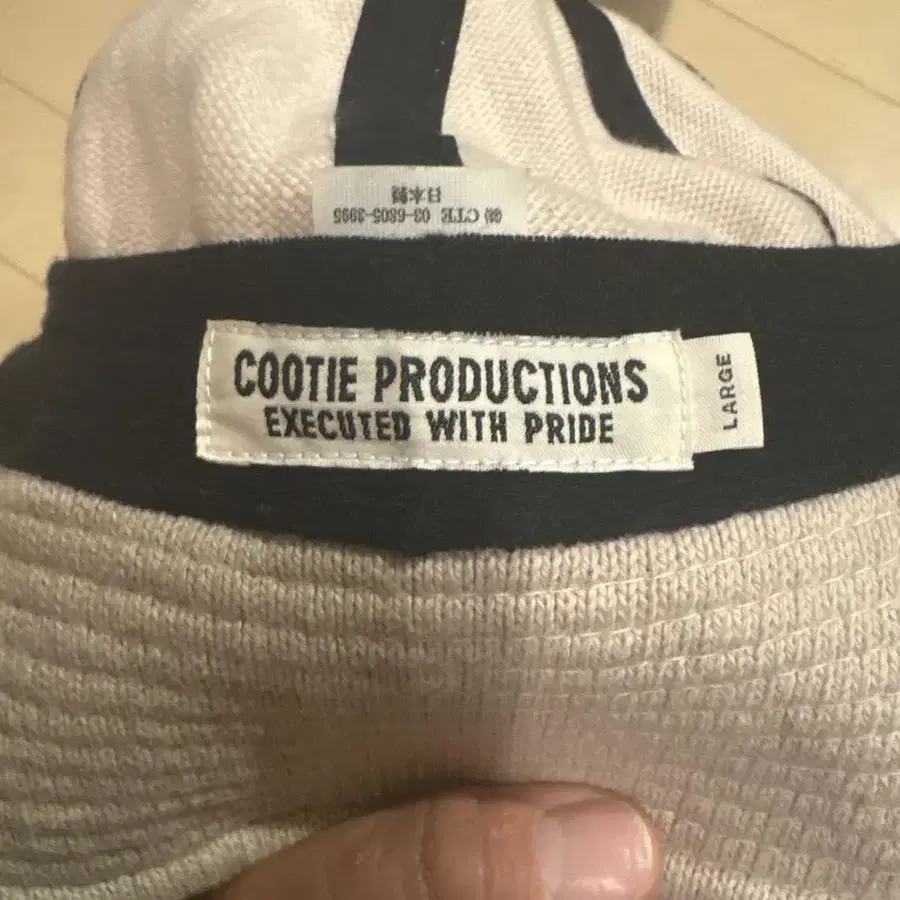 ㈱ CTE 03-6805-3995
日本製
COOTIE PRODUCTIONS
EXECUTED WITH PRIDE
LARGE